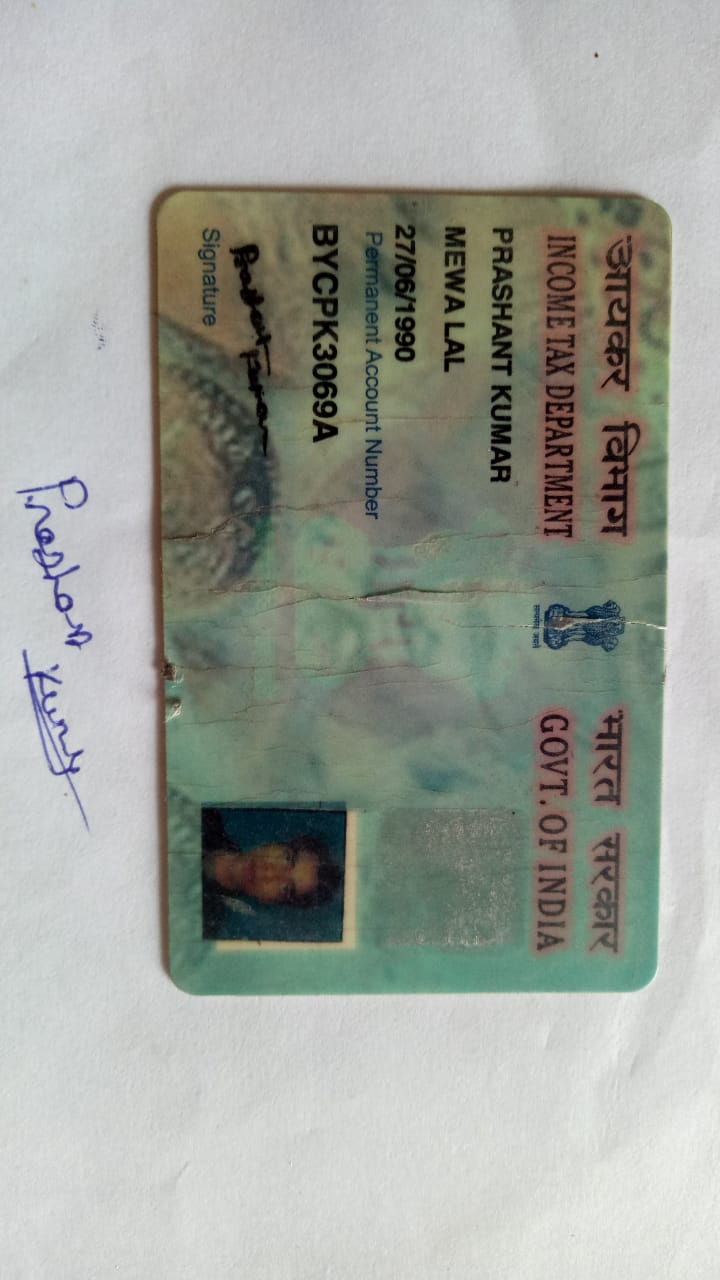 आयकर विभाग
INCOME TAX DEPARTMENT
सत्यमेव जयते
भारत सरकार
GOVT. OF INDIA
PRASHANT KUMAR
MEWA LAL
27/06/1990
Permanent Account Number
BYCPK3069A
Prashant Kumar
Signature
Prashant Kumar